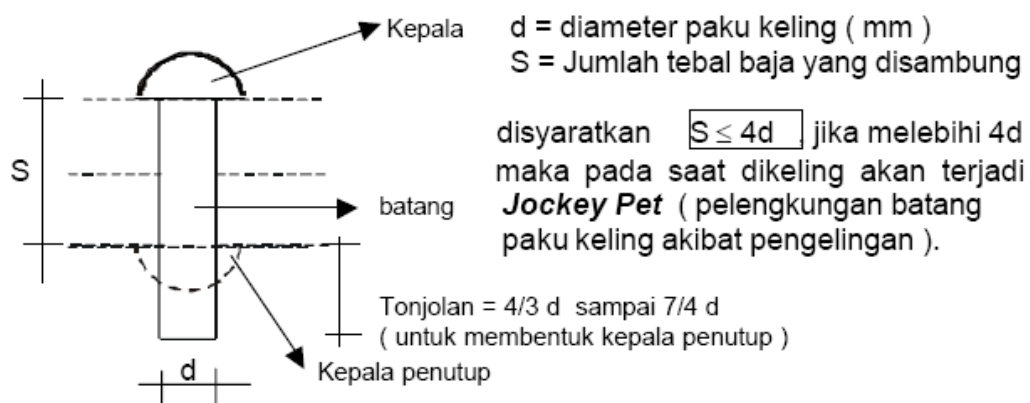 Kepala
d = diameter paku keling ( mm )
S = Jumlah tebal baja yang disambung
disyaratkan S ≤ 4d , jika melebihi 4d
maka pada saat dikeling akan terjadi
Jockey Pet ( pelengkungan batang
paku keling akibat pengelingan ).
S
batang
Tonjolan = 4/3 d sampai 7/4 d
( untuk membentuk kepala penutup )
Kepala penutup
d